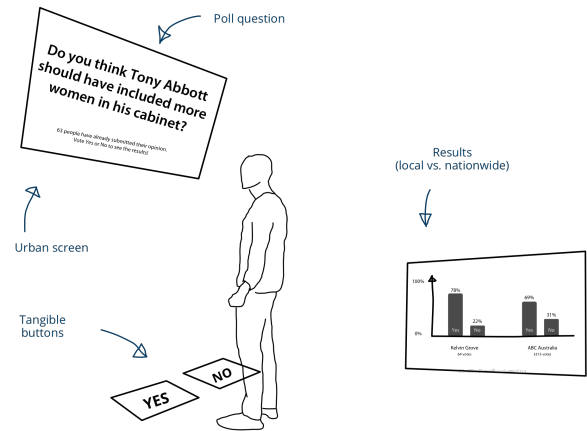 Poll question
Do you think Tony Abbott
should have included more
women in his cabinet?
63 people have already submitted their opinion.
Vote Yes or No to see the results!
Urban screen
Tangible
buttons
YES
NO
Results
(local vs. nationwide)
100%
0%
78%
22%
69%
31%
Yes
No
Yes
No
Kelvin Grove
64 votes
ABC Australia